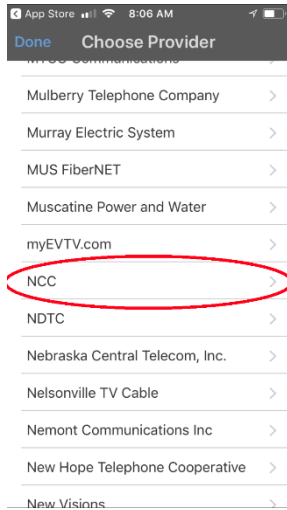 App Store 8:06 AM
Done Choose Provider
Mulberry Telephone Company
Murray Electric System
MUS FiberNET
Muscatine Power and Water
myEVTV.com
NCC
NDTC
Nebraska Central Telecom, Inc.
Nelsonville TV Cable
Nemont Communications Inc
New Hope Telephone Cooperative
New Visions